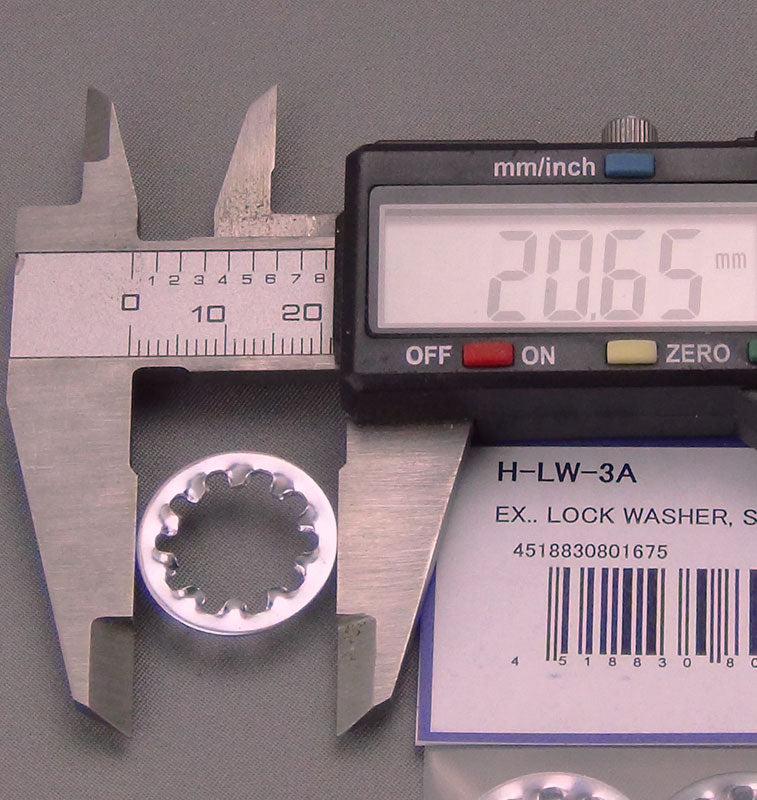 mm/inch
20.65 mm
1 2 3 4 5 6 7 8
0 10 20
OFF ON ZERO
H-LW-3A
EX.. LOCK WASHER, S
4518830801675
4 518830 80